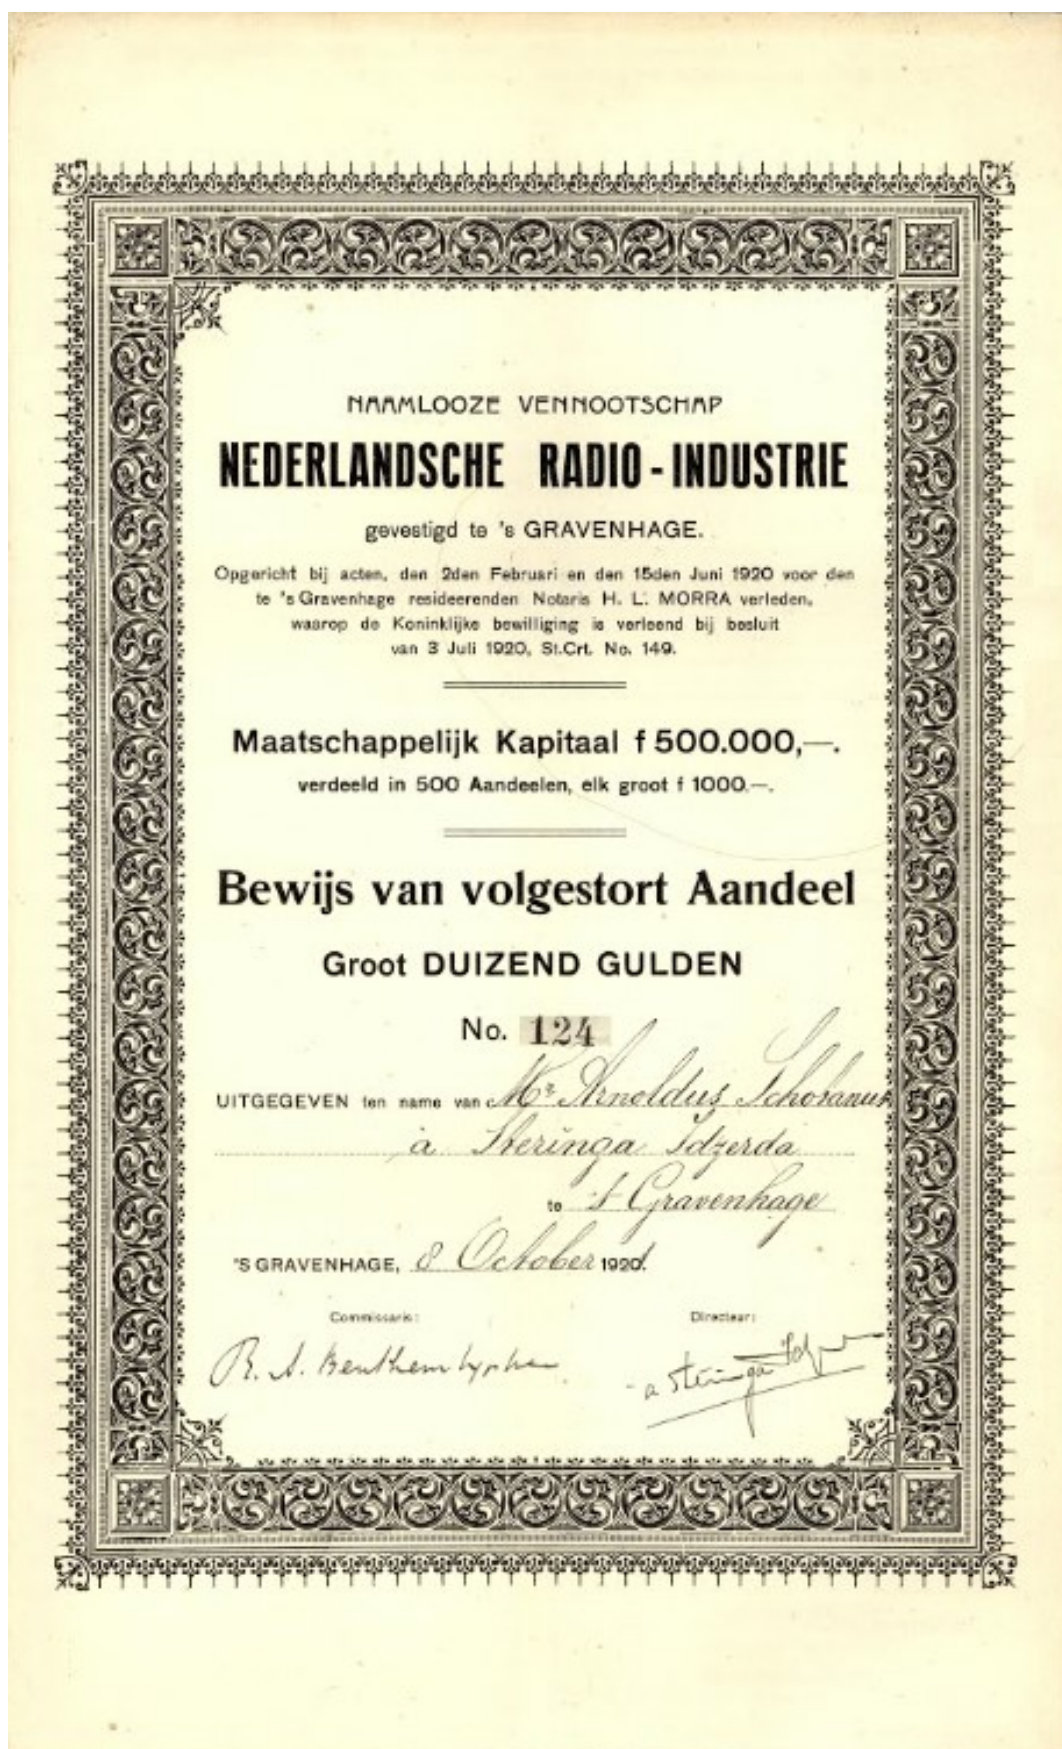 NAAMLOOZE VENNOOTSCHAP
NEDERLANDSCHE RADIO-INDUSTRIE
gevestigd te 's GRAVENHAGE.
Opgericht bij acten, den 2den Februari en den 15den Juni 1920 voor den
te 's Gravenhage resideerenden Notaris H. L. MORRA verleden,
waarop de Koninklijke bewilliging is verleend bij besluit
van 3 Juli 1920, St.Crt. No. 149.
Maatschappelijk Kapitaal f 500.000,—.
verdeeld in 500 Aandeelen, elk groot f 1000.—.
Bewijs van volgestort Aandeel
Groot DUIZEND GULDEN
No. 124
UITGEGEVEN ten name van Mr Arnoldus Schotanus
à Steringa Idzerda
te 's Gravenhage
'S GRAVENHAGE, 8 October 192
Commissaris: Directeur:
R. A.
à Steringa Idzerda